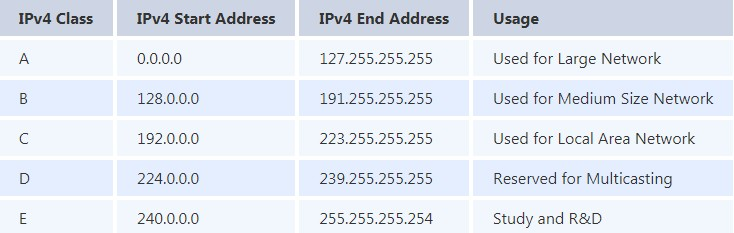 IPv4 Class IPv4 Start Address IPv4 End Address Usage
A 0.0.0.0 127.255.255.255 Used for Large Network
B 128.0.0.0 191.255.255.255 Used for Medium Size Network
C 192.0.0.0 223.255.255.255 Used for Local Area Network
D 224.0.0.0 239.255.255.255 Reserved for Multicasting
E 240.0.0.0 255.255.255.254 Study and R&D